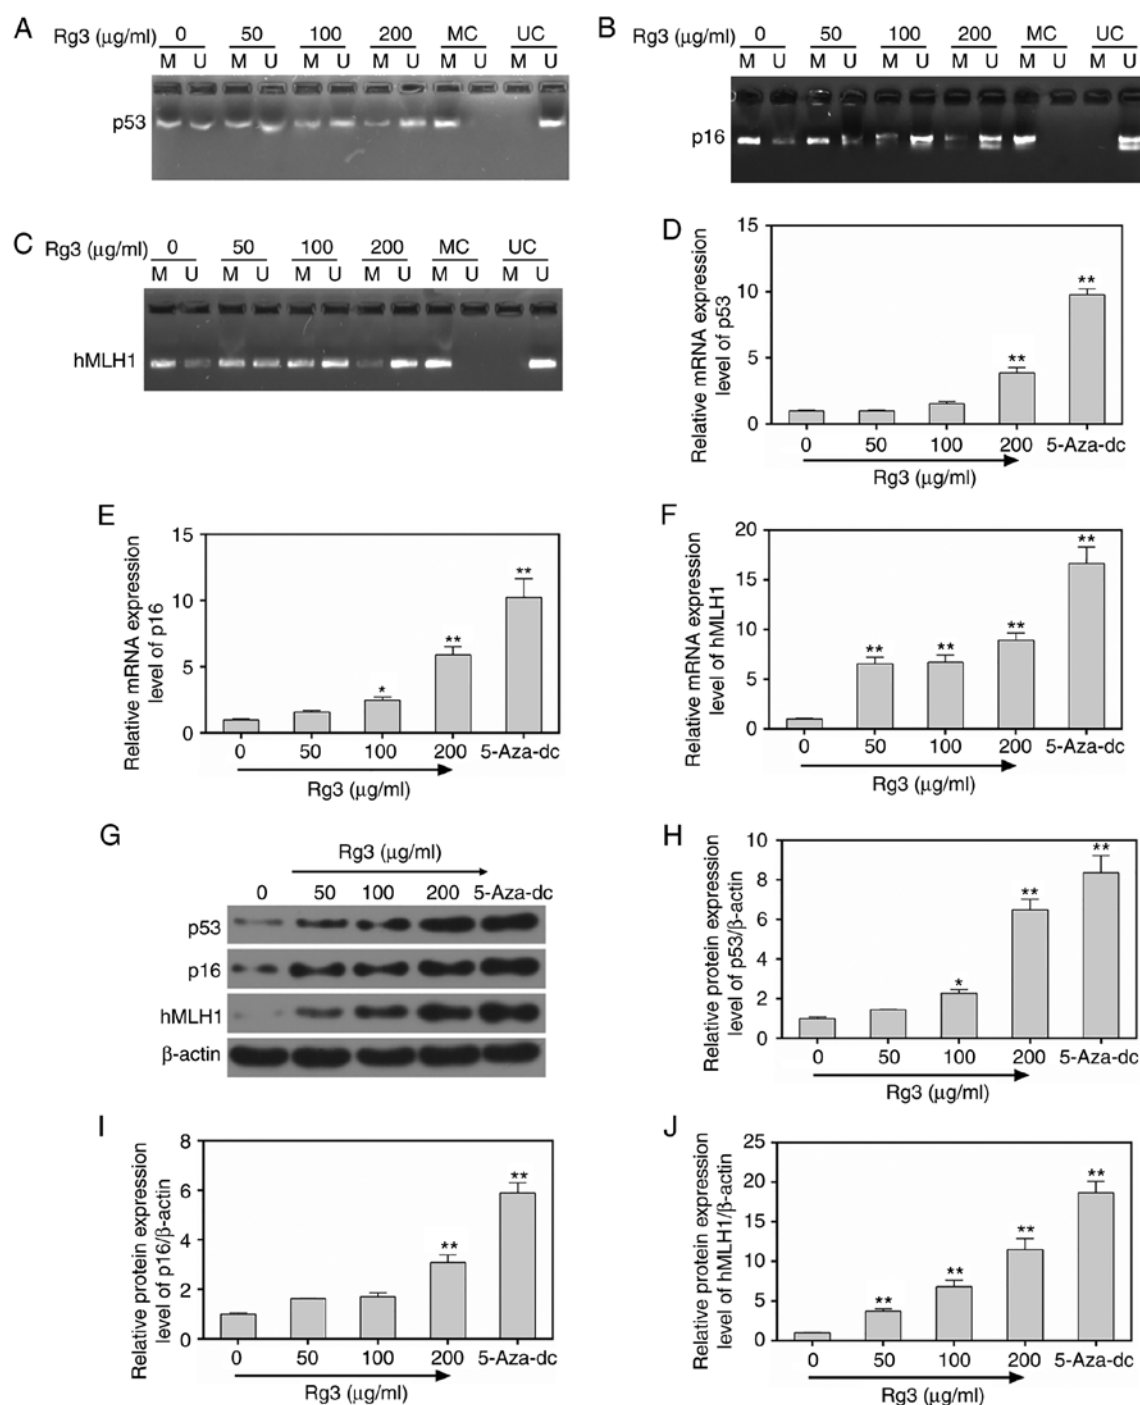 A
Rg3 (μg/ml) 0 50 100 200 MC UC
M U M U M U M U M U M U
p53
B
Rg3 (μg/ml) 0 50 100 200 MC UC
M U M U M U M U M U M U
p16
C
Rg3 (μg/ml) 0 50 100 200 MC UC
M U M U M U M U M U M U
hMLH1
D
Relative mRNA expression
level of p53
15
10
5
0
** **
0 50 100 200 5-Aza-dc
Rg3 (μg/ml)
E
Relative mRNA expression
level of p16
15
10
5
0
* ** **
0 50 100 200 5-Aza-dc
Rg3 (μg/ml)
F
Relative mRNA expression
level of hMLH1
20
15
10
5
0
** ** ** **
0 50 100 200 5-Aza-dc
Rg3 (μg/ml)
G
Rg3 (μg/ml)
0 50 100 200 5-Aza-dc
p53
p16
hMLH1
β-actin
H
Relative protein expression
level of p53/β-actin
10
8
6
4
2
0
* ** **
0 50 100 200 5-Aza-dc
Rg3 (μg/ml)
I
Relative protein expression
level of p16/β-actin
8
6
4
2
0
** **
0 50 100 200 5-Aza-dc
Rg3 (μg/ml)
J
Relative protein expression
level of hMLH1/β-actin
25
20
15
10
5
0
** ** ** **
0 50 100 200 5-Aza-dc
Rg3 (μg/ml)